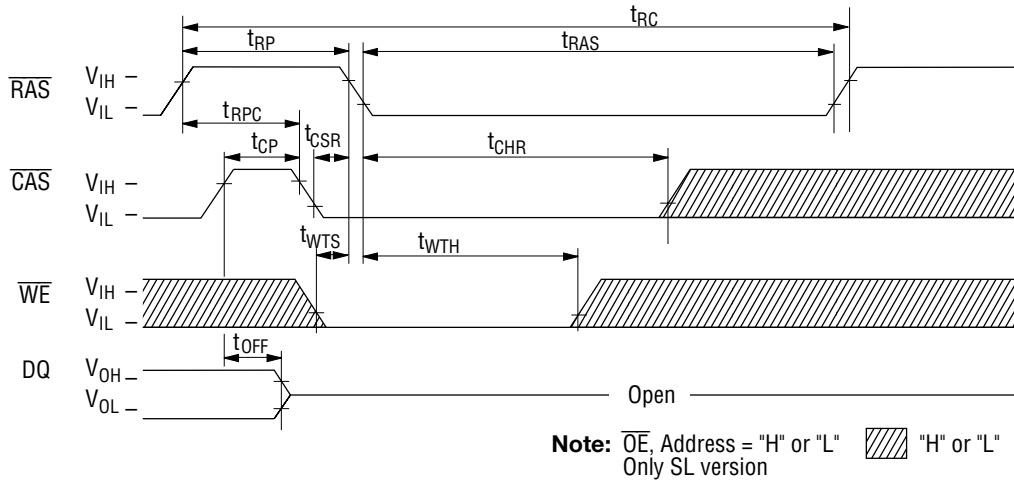 tRC
tRP tRAS
RAS VIH –
VIL –
tRPC
tCSR
tCP tCHR
CAS VIH –
VIL –
tWTS tWTH
WE VIH –
VIL –
tOFF
DQ VOH –
VOL –
Open
Note: OE, Address = "H" or "L" "H" or "L"
Only SL version